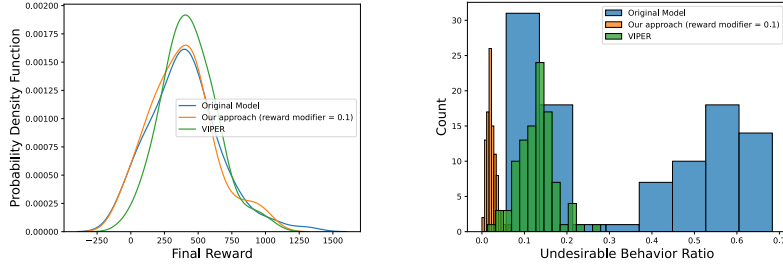 0.00200
0.00175
0.00150
0.00125
0.00100
0.00075
0.00050
0.00025
0.00000
Probability Density Function
−250 0 250 500 750 1000 1250 1500
Final Reward
Original Model
Our approach (reward modifier = 0.1)
VIPER
30
25
20
15
10
5
0
Count
0.0 0.1 0.2 0.3 0.4 0.5 0.6 0.7
Undesirable Behavior Ratio
Original Model
Our approach (reward modifier = 0.1)
VIPER